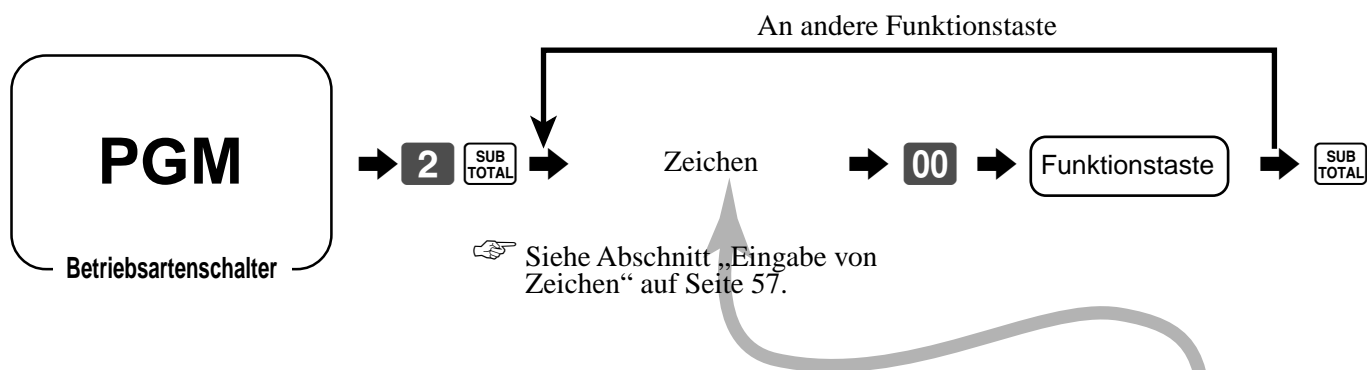 An andere Funktionstaste
PGM
2
SUB
TOTAL
Zeichen
00
Funktionstaste
SUB
TOTAL
Betriebsartenschalter
☞ Siehe Abschnitt „Eingabe von
Zeichen“ auf Seite 57.